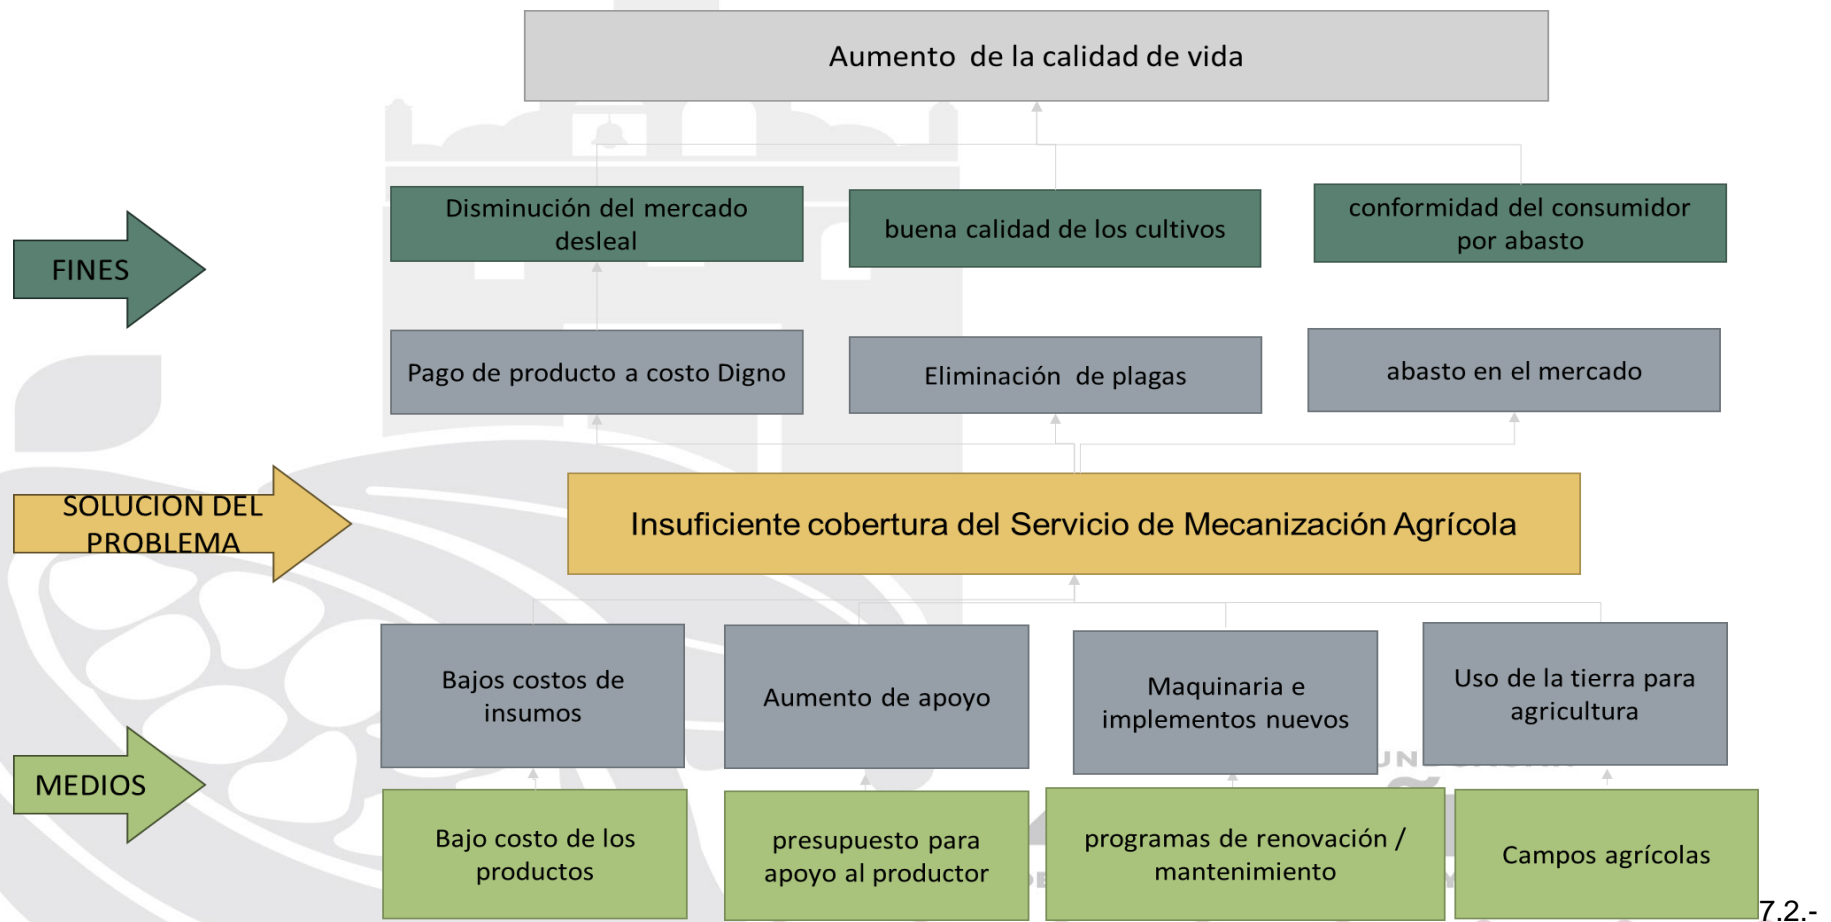 Aumento de la calidad de vida
Disminución del mercado
desleal
buena calidad de los cultivos
conformidad del consumidor
por abasto
FINES
Pago de producto a costo Digno
Eliminación de plagas
abasto en el mercado
SOLUCION DEL
PROBLEMA
Insuficiente cobertura del Servicio de Mecanización Agrícola
Bajos costos de
insumos
Aumento de apoyo
Maquinaria e
implementos nuevos
Uso de la tierra para
agricultura
MEDIOS
Bajo costo de los
productos
presupuesto para
apoyo al productor
programas de renovación /
mantenimiento
Campos agrícolas
7.2.-